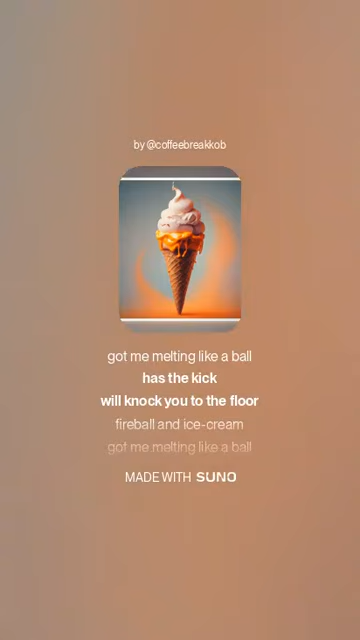 by @coffeebreakkob
got me melting like a ball
has the kick
will knock you to the floor
fireball and ice-cream
got me melting like a ball
MADE WITH SUNO